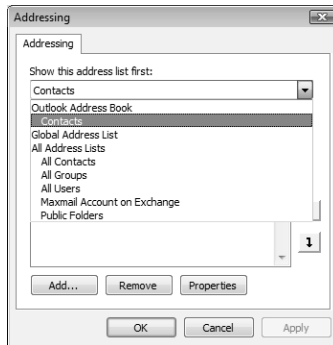 Addressing
Addressing
Show this address list first:
Contacts
Outlook Address Book
Contacts
Global Address List
All Address Lists
All Contacts
All Groups
All Users
Maxmail Account on Exchange
Public Folders
Add...
Remove
Properties
OK
Cancel
Apply